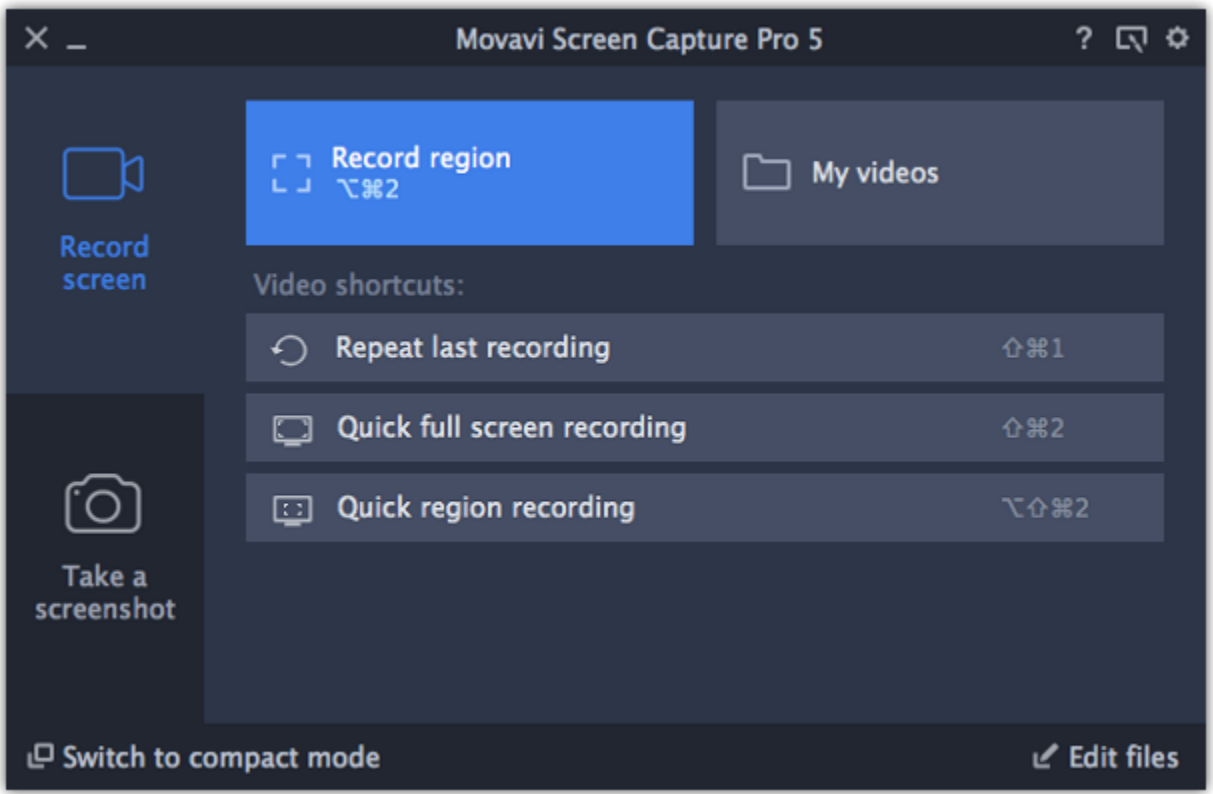 Movavi Screen Capture Pro 5
?
Record
screen
Record region
⌥⌘2
My videos
Video shortcuts:
Repeat last recording ⇧⌘1
Quick full screen recording ⇧⌘2
Quick region recording ⌥⇧⌘2
Take a
screenshot
Switch to compact mode
Edit files